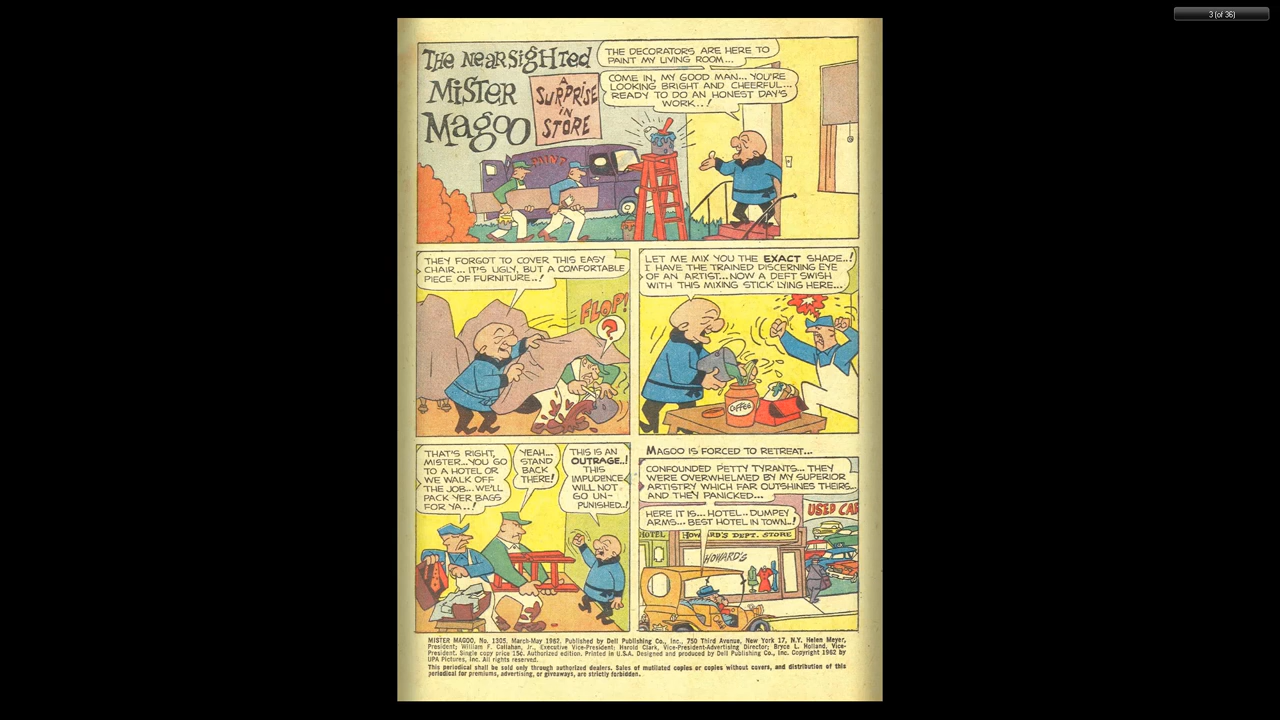 3 (of 36)
THE NEARSIGHTED
MISTER
MAGOO
A
SURPRISE
IN
STORE
THE DECORATORS ARE HERE TO
PAINT MY LIVING ROOM...
COME IN, MY GOOD MAN... YOU'RE
LOOKING BRIGHT AND CHEERFUL...
READY TO DO AN HONEST DAY'S
WORK..!
PAINT
THEY FORGOT TO COVER THIS EASY
CHAIR... IT'S UGLY, BUT A COMFORTABLE
PIECE OF FURNITURE..!
FLOP!
?
LET ME MIX YOU THE EXACT SHADE..!
I HAVE THE TRAINED DISCERNING EYE
OF AN ARTIST... NOW A DEFT SWISH
WITH THIS MIXING STICK LYING HERE...
COFFEE
THAT'S RIGHT,
MISTER...YOU GO
TO A HOTEL OR
WE WALK OFF
THE JOB...WE'LL
PACK YER BAGS
FOR YA..!
YEAH...
STAND
BACK
THERE!
THIS IS AN
OUTRAGE..!
THIS
IMPUDENCE
WILL NOT
GO UN-
PUNISHED..!
MAGOO IS FORCED TO RETREAT...
CONFOUNDED PETTY TYRANTS... THEY
WERE OVERWHELMED BY MY SUPERIOR
ARTISTRY WHICH FAR OUTSHINES THEIRS...
AND THEY PANICKED...
HERE IT IS... HOTEL.. DUMPEY
ARMS... BEST HOTEL IN TOWN..!
USED CAR
HOTEL
HOWARD'S DEPT. STORE
HOWARD'S
MISTER MAGOO, No. 1305, March-May 1962. Published by Dell Publishing Co., Inc., 750 Third Avenue, New York 17, N.Y. Helen Meyer,
President; William F. Callahan, Jr., Executive Vice-President; Harold Clark, Vice-President-Advertising Director; Bryce L. Holland, Vice-
President. Single copy price 15¢. Authorized edition. Printed in U.S.A. Designed and produced by Dell Publishing Co., Inc. Copyright 1962 by
UPA Pictures, Inc. All rights reserved.
This periodical shall be sold only through authorized dealers. Sales of mutilated copies or copies without covers, and distribution of this
periodical for premiums, advertising, or giveaways, are strictly forbidden.